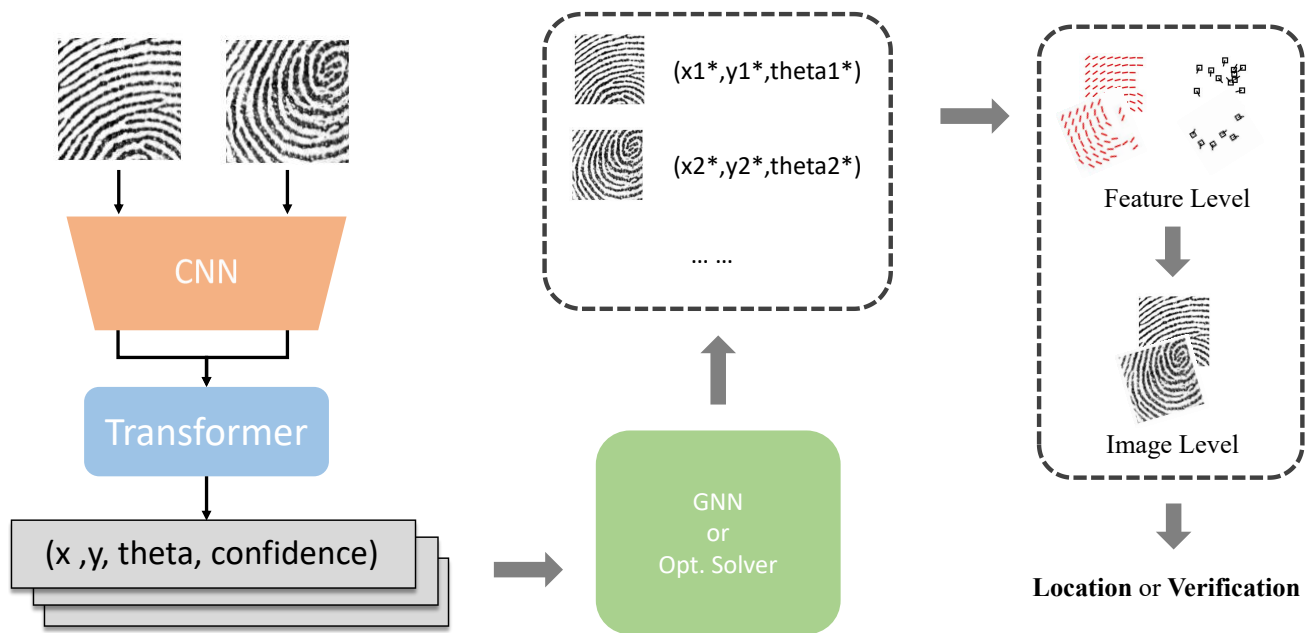 CNN
Transformer
(x ,y, theta, confidence)
GNN
or
Opt. Solver
(x1*,y1*,theta1*)
(x2*,y2*,theta2*)
... ...
Feature Level
Image Level
Location or Verification